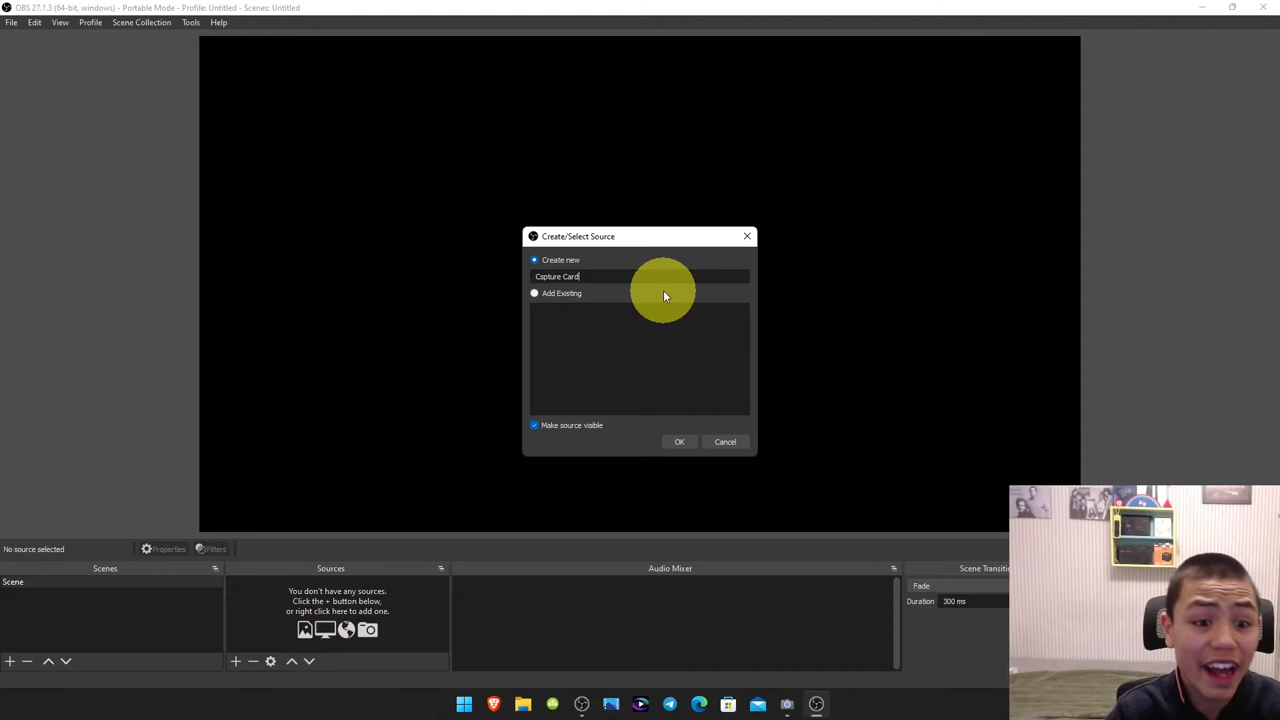 OBS 27.1.3 (64-bit, windows) - Portable Mode - Profile: Untitled - Scenes: Untitled
File Edit View Profile Scene Collection Tools Help
Create/Select Source
Create new
Cspture Card
Add Existing
Make source visible
OK Cancel
No source selected Properties Filters
Scenes Sources Audio Mixer Scene Transiti
Scene
You don't have any sources.
Click the + button below,
or right click here to add one.
Fade
Duration 300 ms